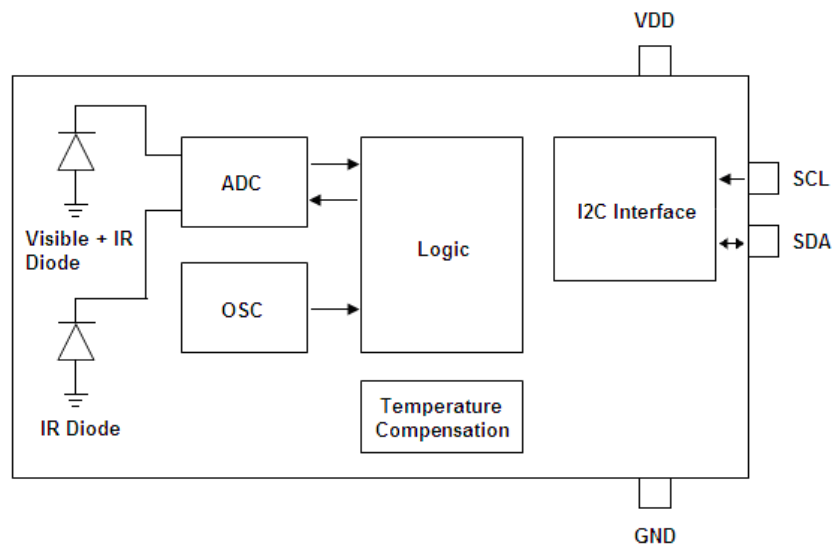 VDD
ADC
SCL
I2C Interface
Visible + IR
Diode
Logic
SDA
OSC
IR Diode
Temperature
Compensation
GND